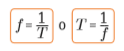 f = 1/T o T = 1/f